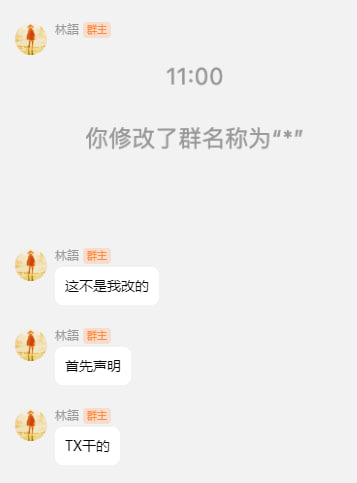 林語 群主
11:00
你修改了群名称为“*”
林語 群主
这不是我改的
林語 群主
首先声明
林語 群主
TX干的